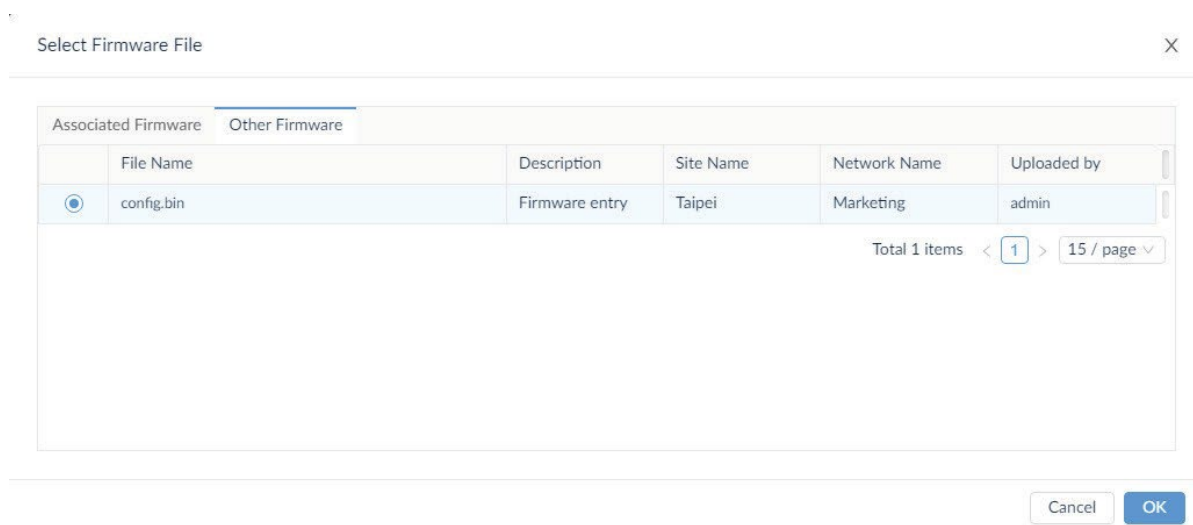 Select Firmware File X
Associated Firmware Other Firmware
File Name Description Site Name Network Name Uploaded by
config.bin Firmware entry Taipei Marketing admin
Total 1 items < 1 > 15 / page
Cancel OK